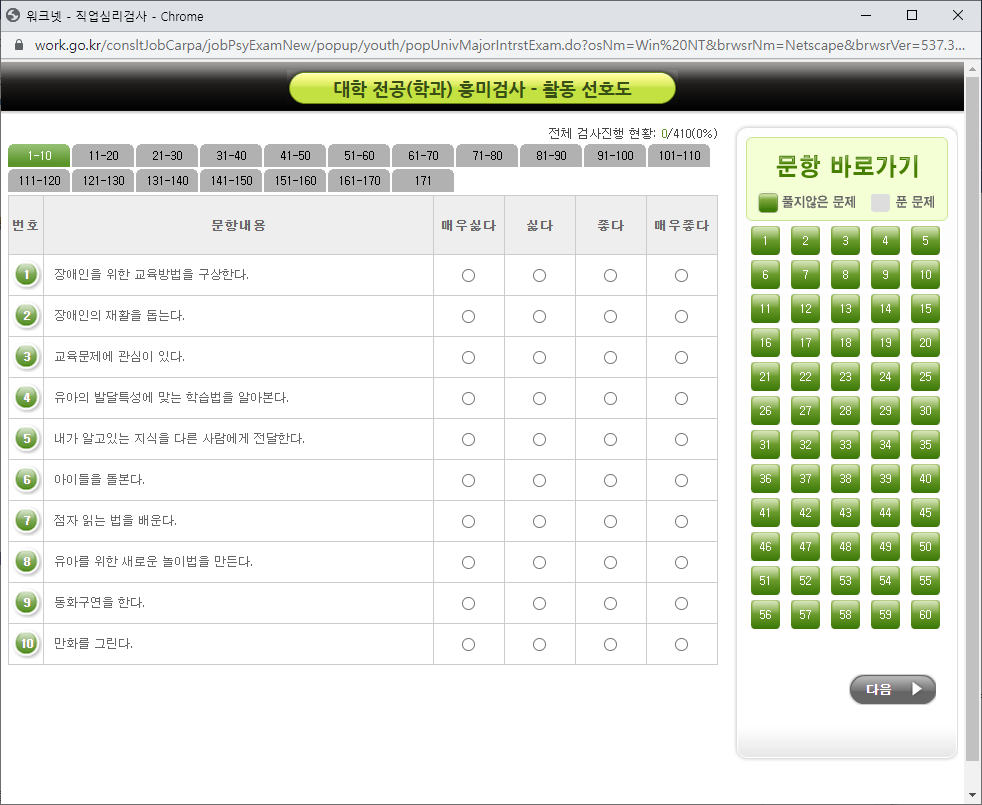 워크넷 - 직업심리검사 - Chrome
work.go.kr/consltJobCarpa/jobPsyExamNew/popup/youth/popUnivMajorIntrstExam.do?osNm=Win%20NT&brwsrNm=Netscape&brwsrVer=537.3...
대학 전공(학과) 흥미검사 - 활동 선호도
전체 검사진행 현황: 0/410(0%)
1-10 11-20 21-30 31-40 41-50 51-60 61-70 71-80 81-90 91-100 101-110
111-120 121-130 131-140 141-150 151-160 161-170 171
번호 문항내용 매우싫다 싫다 좋다 매우좋다
1 장애인을 위한 교육방법을 구상한다.
2 장애인의 재활을 돕는다.
3 교육문제에 관심이 있다.
4 유아의 발달특성에 맞는 학습법을 알아본다.
5 내가 알고있는 지식을 다른 사람에게 전달한다.
6 아이들을 돌본다.
7 점자 읽는 법을 배운다.
8 유아를 위한 새로운 놀이법을 만든다.
9 동화구연을 한다.
10 만화를 그린다.
문항 바로가기
풀지않은 문제 푼 문제
1 2 3 4 5
6 7 8 9 10
11 12 13 14 15
16 17 18 19 20
21 22 23 24 25
26 27 28 29 30
31 32 33 34 35
36 37 38 39 40
41 42 43 44 45
46 47 48 49 50
51 52 53 54 55
56 57 58 59 60
다음